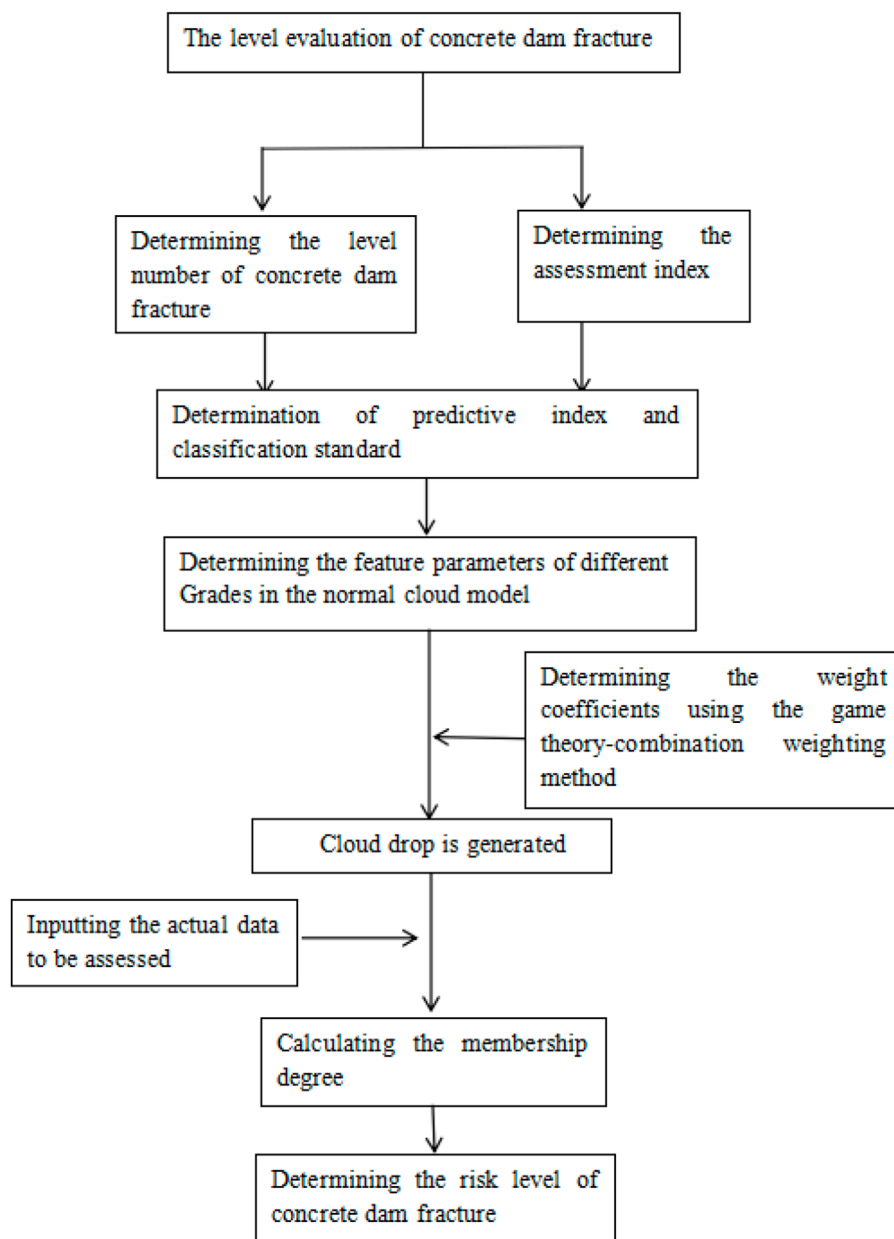 The level evaluation of concrete dam fracture
Determining the level
number of concrete dam
fracture
Determining the
assessment index
Determination of predictive index and
classification standard
Determining the feature parameters of different
Grades in the normal cloud model
Determining the weight
coefficients using the game
theory-combination weighting
method
Cloud drop is generated
Inputting the actual data
to be assessed
Calculating the membership
degree
Determining the risk level of
concrete dam fracture